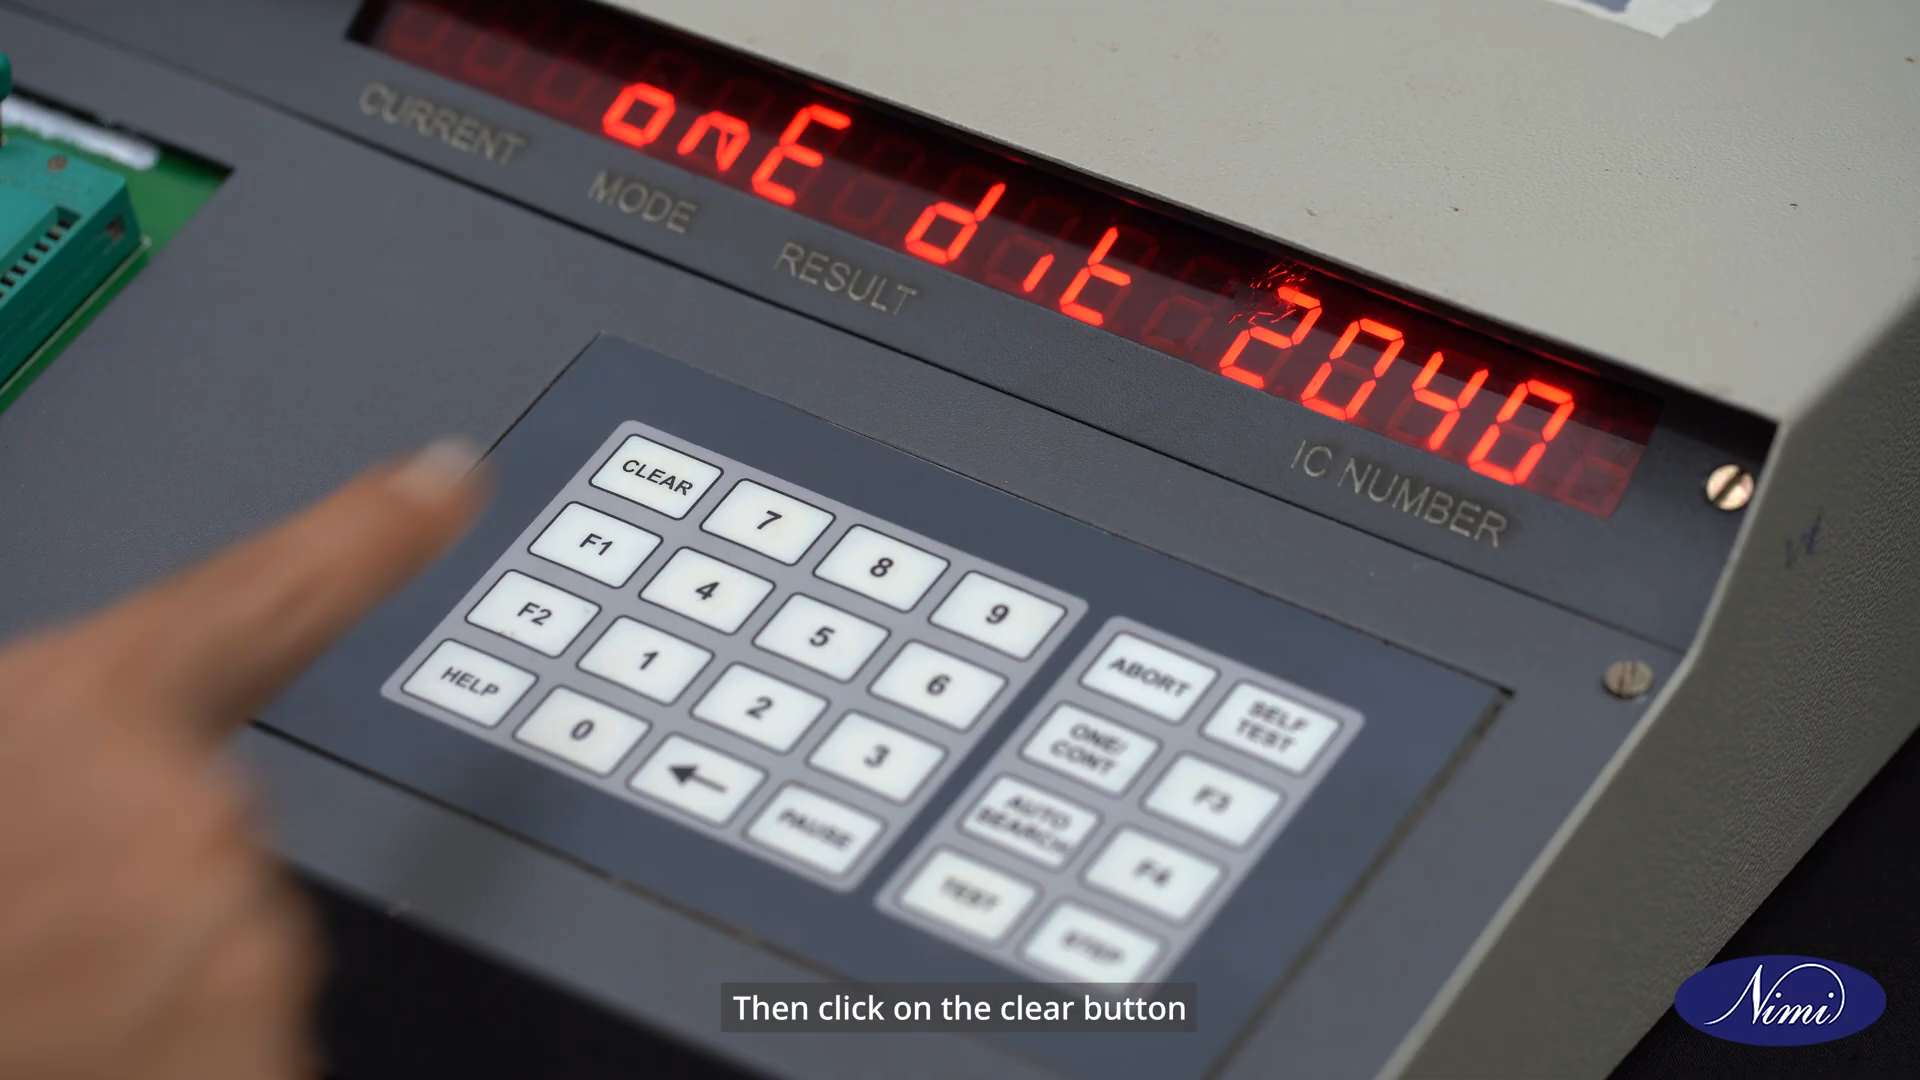 onE dit 2040
CURRENT
MODE
RESULT
IC NUMBER
CLEAR
7
8
9
F1
4
5
6
F2
1
2
3
HELP
0
←
PAUSE
ABORT
SELF
TEST
ONE/
CONT
F3
AUTO
SEARCH
F4
TEST
STEP
Then click on the clear button
Nimi